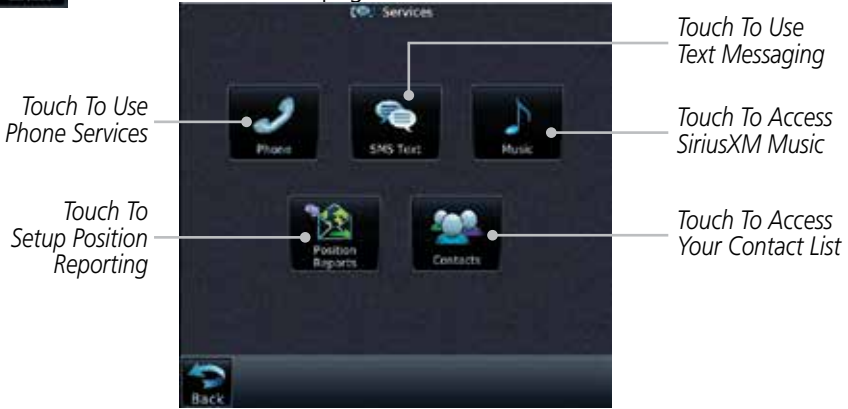 Services
Touch To Use
Text Messaging
Touch To Use
Phone Services
Touch To Access
SiriusXM Music
Phone
SMS Text
Music
Touch To
Setup Position
Reporting
Touch To Access
Your Contact List
Position
Reports
Contacts
Back